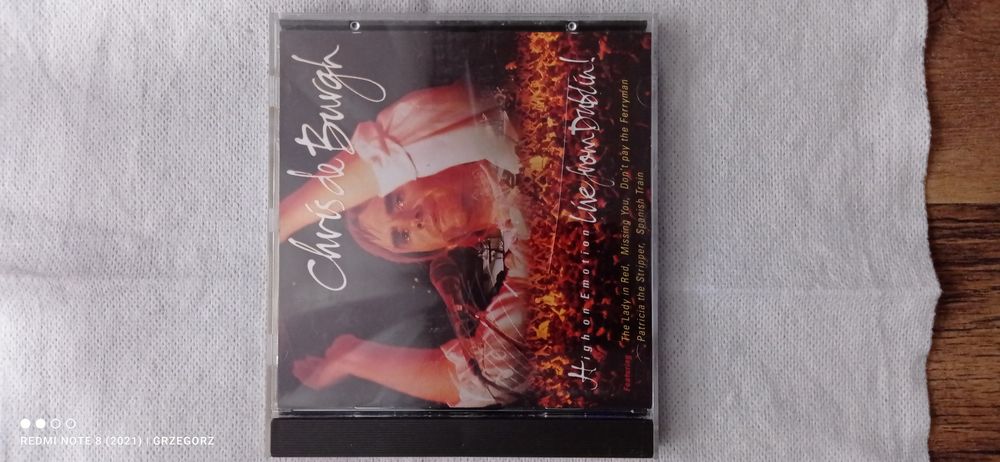 Chris de Burgh
High on Emotion Live from Dublin!
Featuring The Lady in Red, Missing You, Don't pay the Ferryman
Patricia the Stripper, Spanish Train
REDMI NOTE 8 (2021) | GRZEGORZ